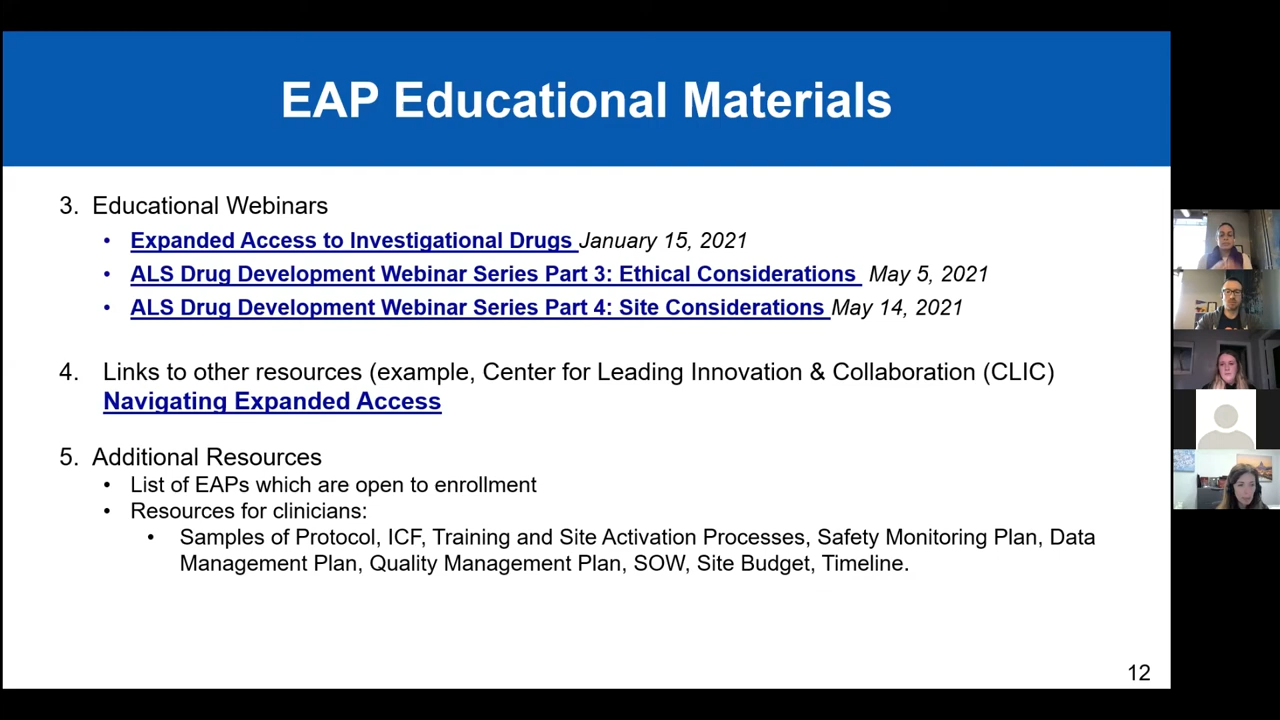 EAP Educational Materials
3. Educational Webinars
• Expanded Access to Investigational Drugs January 15, 2021
• ALS Drug Development Webinar Series Part 3: Ethical Considerations May 5, 2021
• ALS Drug Development Webinar Series Part 4: Site Considerations May 14, 2021
4. Links to other resources (example, Center for Leading Innovation & Collaboration (CLIC)
Navigating Expanded Access
5. Additional Resources
• List of EAPs which are open to enrollment
• Resources for clinicians:
• Samples of Protocol, ICF, Training and Site Activation Processes, Safety Monitoring Plan, Data
Management Plan, Quality Management Plan, SOW, Site Budget, Timeline.
12